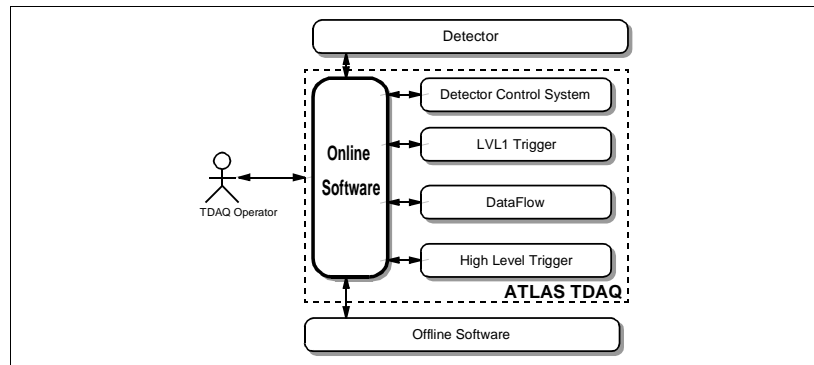 Detector
Detector Control System
LVL1 Trigger
Online
Software
TDAQ Operator
DataFlow
High Level Trigger
ATLAS TDAQ
Offline Software